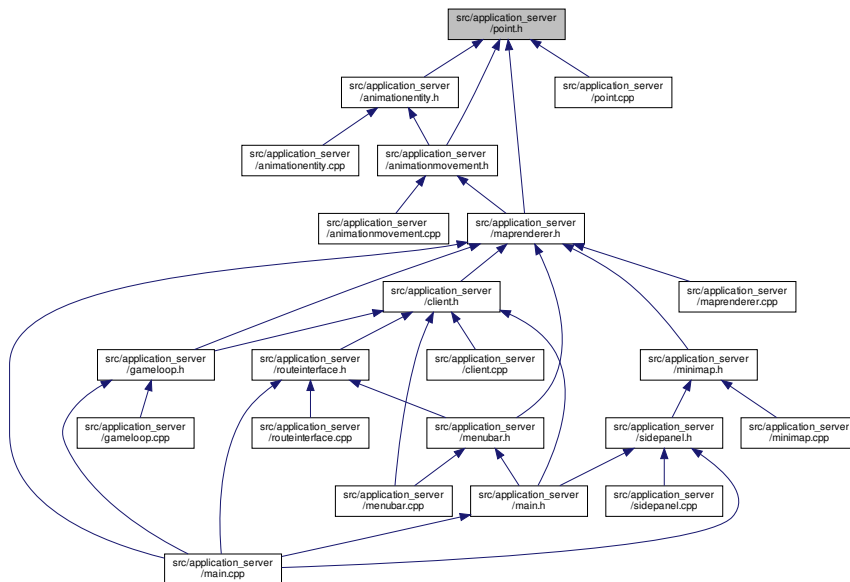 src/application_server
/point.h
src/application_server
/animationentity.h
src/application_server
/point.cpp
src/application_server
/animationentity.cpp
src/application_server
/animationmovement.h
src/application_server
/animationmovement.cpp
src/application_server
/maprenderer.h
src/application_server
/client.h
src/application_server
/maprenderer.cpp
src/application_server
/gameloop.h
src/application_server
/routeinterface.h
src/application_server
/client.cpp
src/application_server
/minimap.h
src/application_server
/gameloop.cpp
src/application_server
/routeinterface.cpp
src/application_server
/menubar.h
src/application_server
/sidepanel.h
src/application_server
/minimap.cpp
src/application_server
/menubar.cpp
src/application_server
/main.h
src/application_server
/sidepanel.cpp
src/application_server
/main.cpp